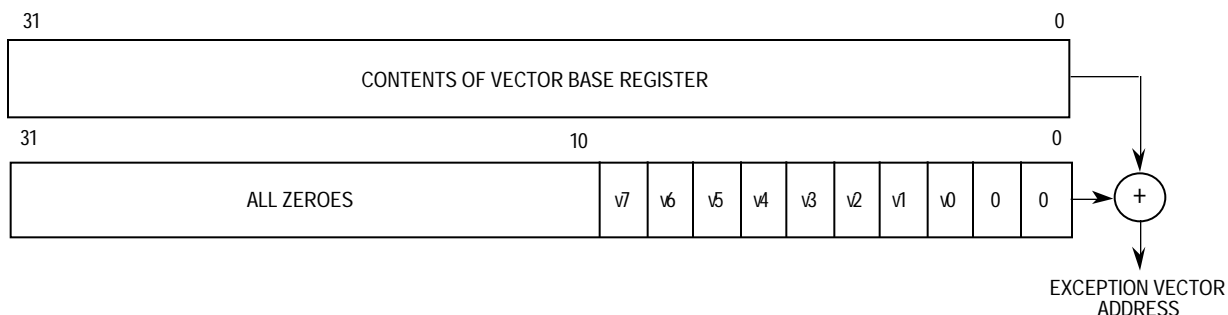 31 0
CONTENTS OF VECTOR BASE REGISTER
31 10 0
ALL ZEROES v7 v6 v5 v4 v3 v2 v1 v0 0 0 +
EXCEPTION VECTOR
ADDRESS